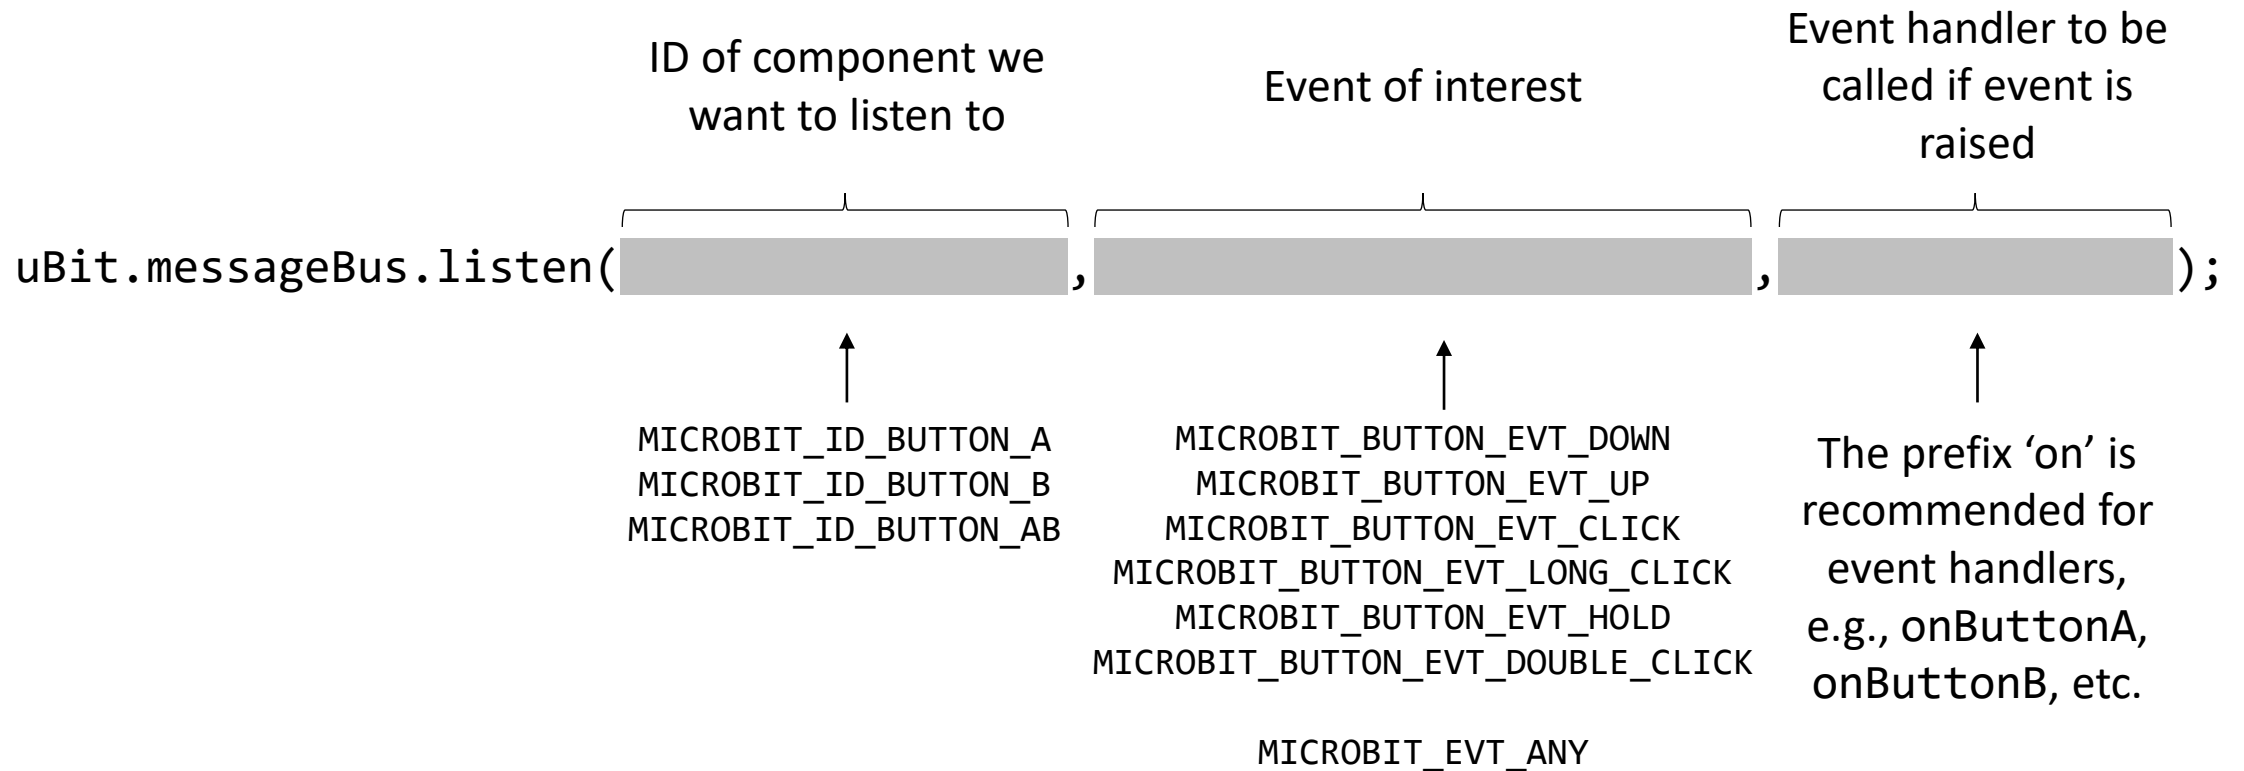 ID of component we
want to listen to
Event of interest
Event handler to be
called if event is
raised
uBit.messageBus.listen( , , );
MICROBIT_ID_BUTTON_A
MICROBIT_ID_BUTTON_B
MICROBIT_ID_BUTTON_AB
MICROBIT_BUTTON_EVT_DOWN
MICROBIT_BUTTON_EVT_UP
MICROBIT_BUTTON_EVT_CLICK
MICROBIT_BUTTON_EVT_LONG_CLICK
MICROBIT_BUTTON_EVT_HOLD
MICROBIT_BUTTON_EVT_DOUBLE_CLICK
MICROBIT_EVT_ANY
The prefix ‘on’ is
recommended for
event handlers,
e.g., onButtonA,
onButtonB, etc.